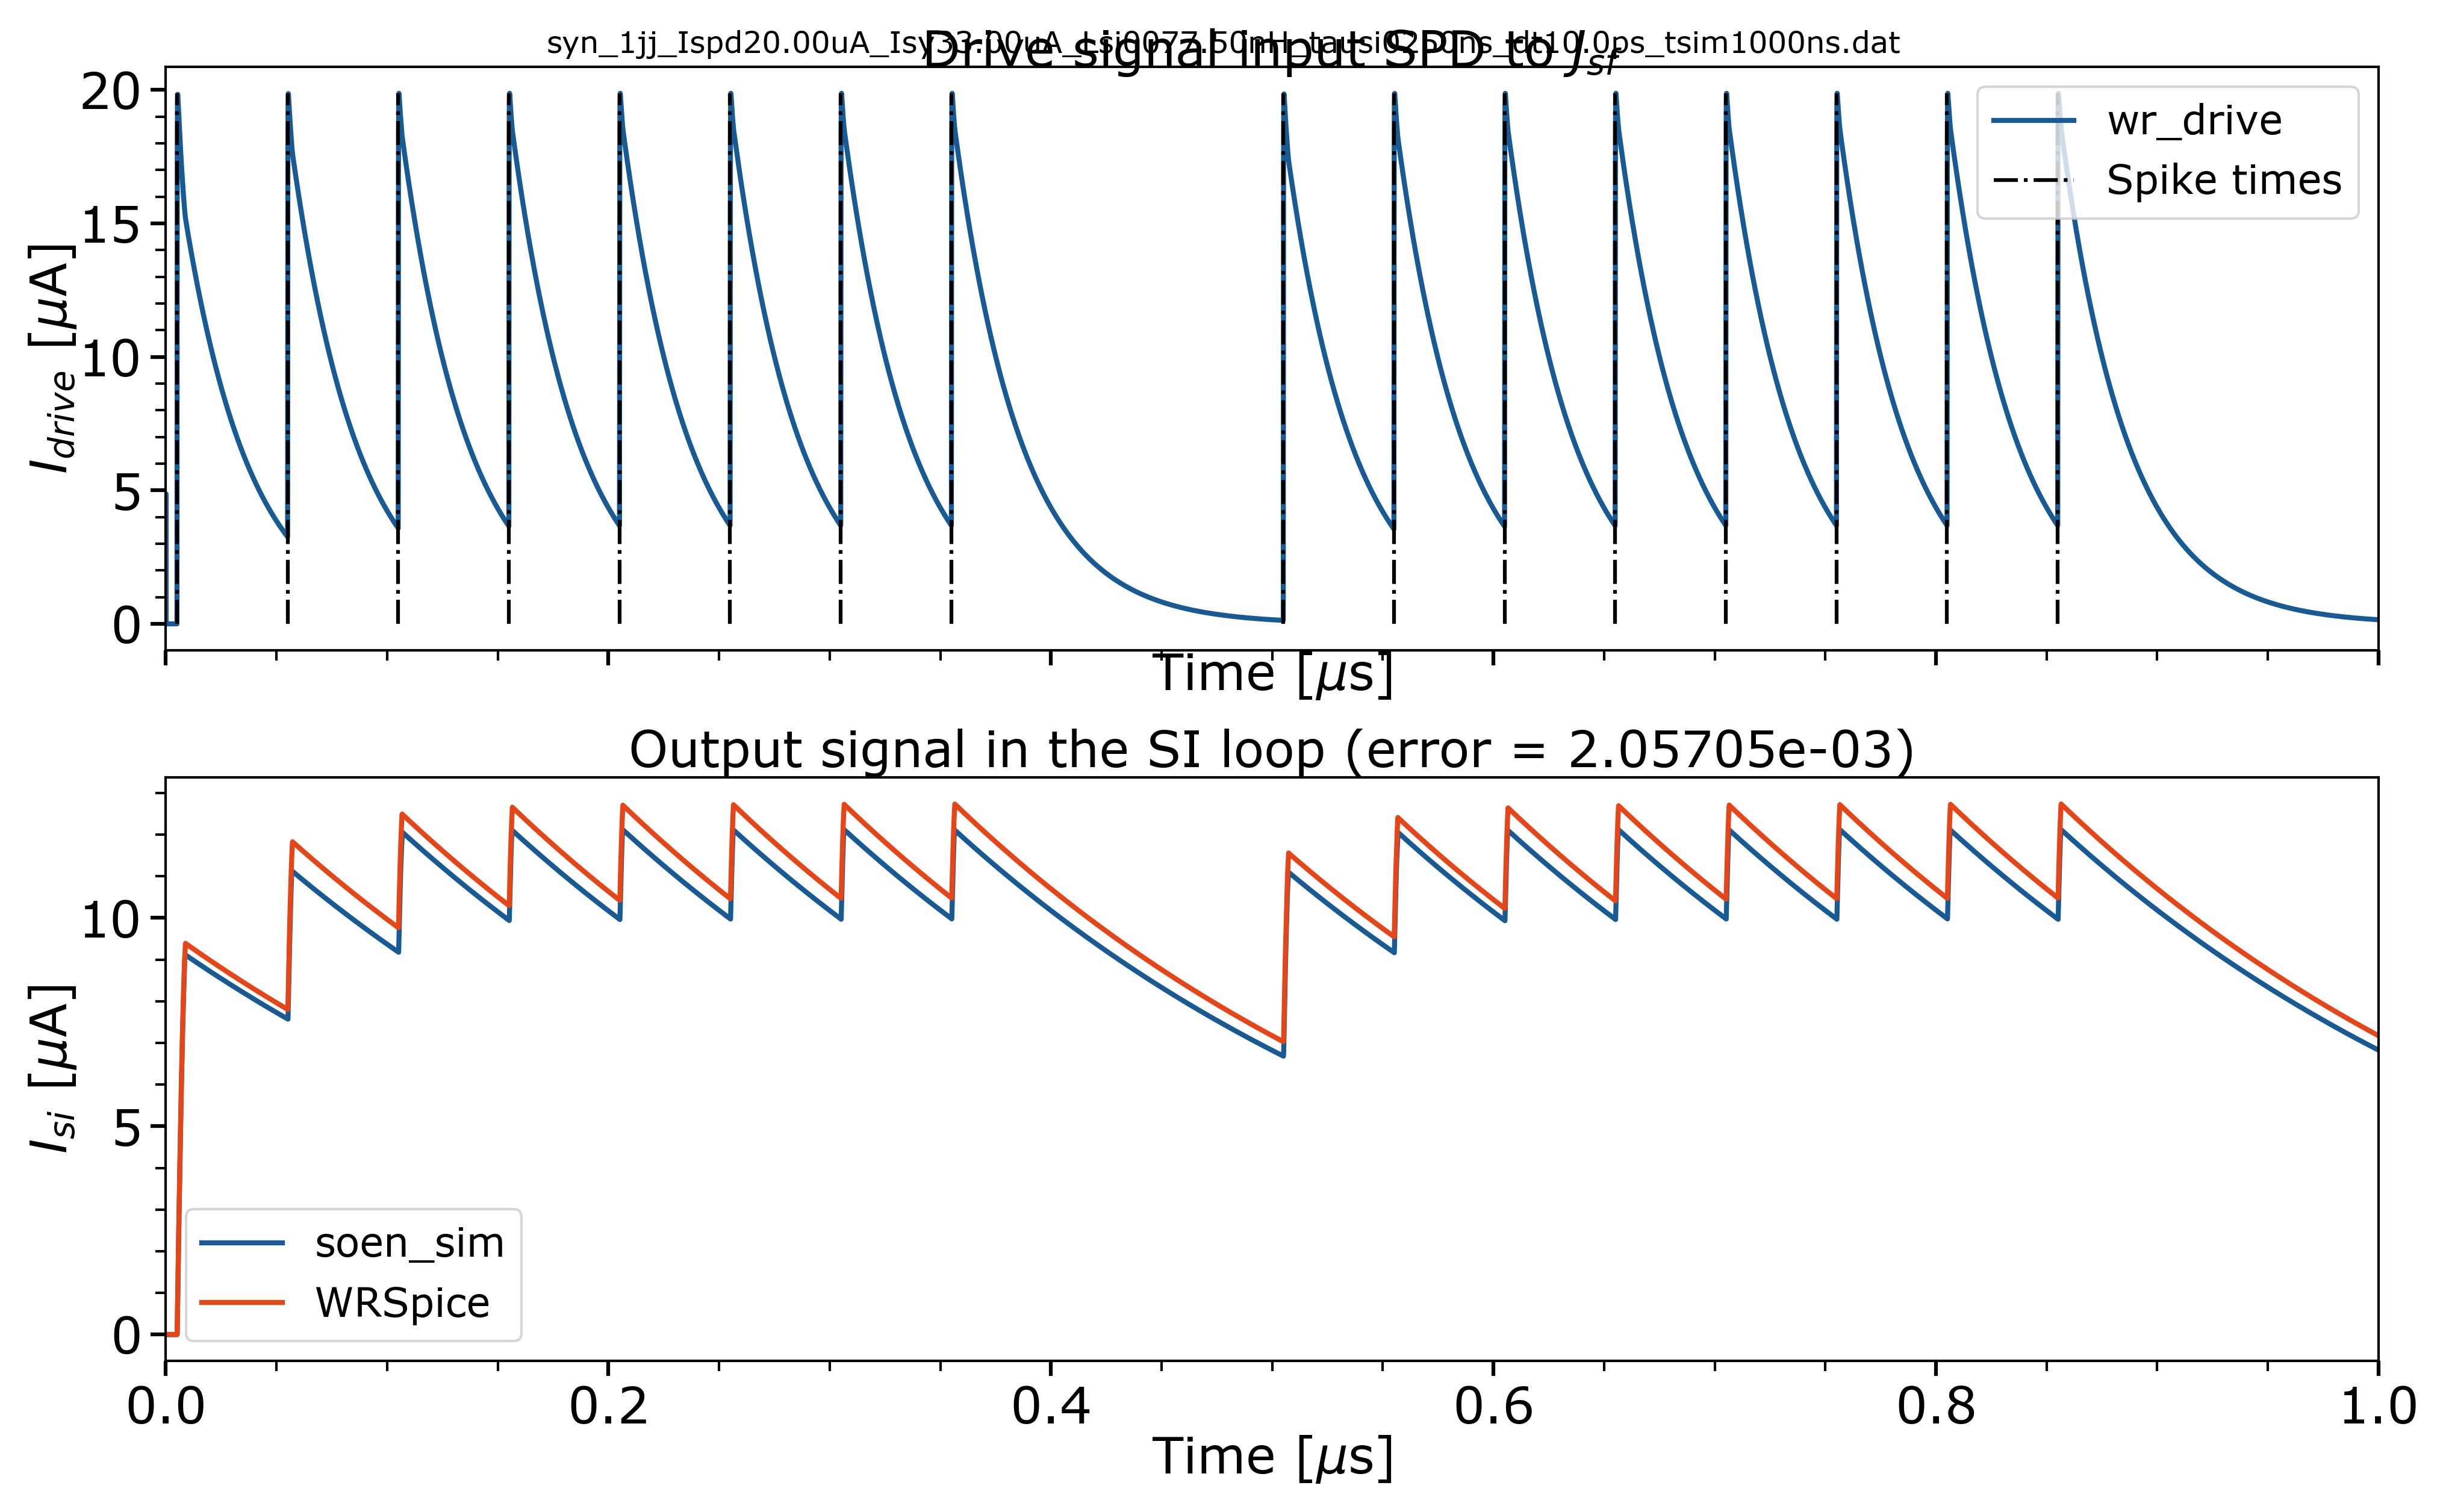 syn_1jj_Ispd20.00uA_Isy33.00uA_Lsi0077.50nH_tausi0250ns_dt10.0ps_tsim1000ns.dat
Drive signal input SPD to J_sf
20
15
10
5
0
I_drive [μA]
wr_drive
Spike times
Time [μs]
Output signal in the SI loop (error = 2.05705e-03)
10
5
0
I_si [μA]
soen_sim
WRSpice
0.0 0.2 0.4 0.6 0.8 1.0
Time [μs]